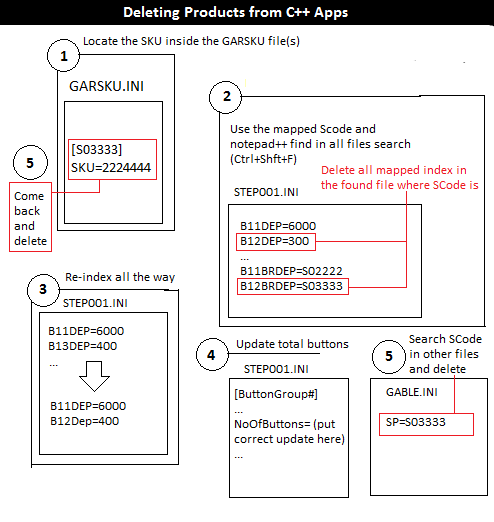 Deleting Products from C++ Apps
1
Locate the SKU inside the GARSKU file(s)
GARSKU.INI
[S03333]
SKU=2224444
5
Come
back
and
delete
2
Use the mapped Scode and
notepad++ find in all files search
(Ctrl+Shft+F)
Delete all mapped index in
the found file where SCode is
STEP001.INI
B11DEP=6000
B12DEP=300
...
B11BRDEP=S02222
B12BRDEP=S03333
3
Re-index all the way
STEP001.INI
B11DEP=6000
B13DEP=400
...
B11DEP=6000
B12Dep=400
4
Update total buttons
STEP001.INI
[ButtonGroup#]
...
NoOfButtons= (put
correct update here)
...
5
Search SCode
in other files
and delete
GABLE.INI
SP=S03333